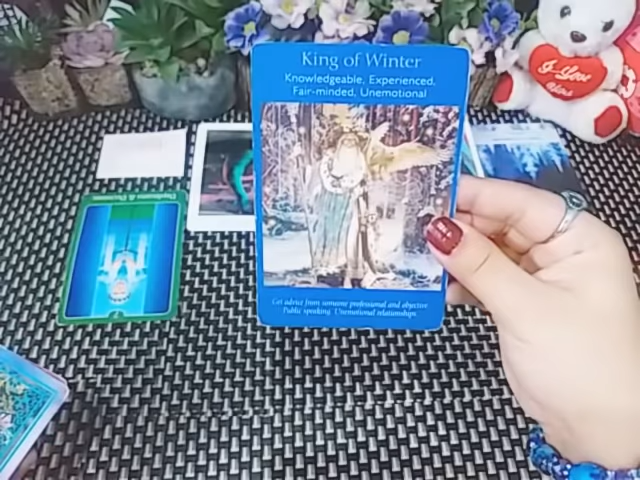 King of Winter
Knowledgeable, Experienced,
Fair-minded, Unemotional
Get advice from someone professional and objective
Public speaking Unemotional relationships
I Love
You